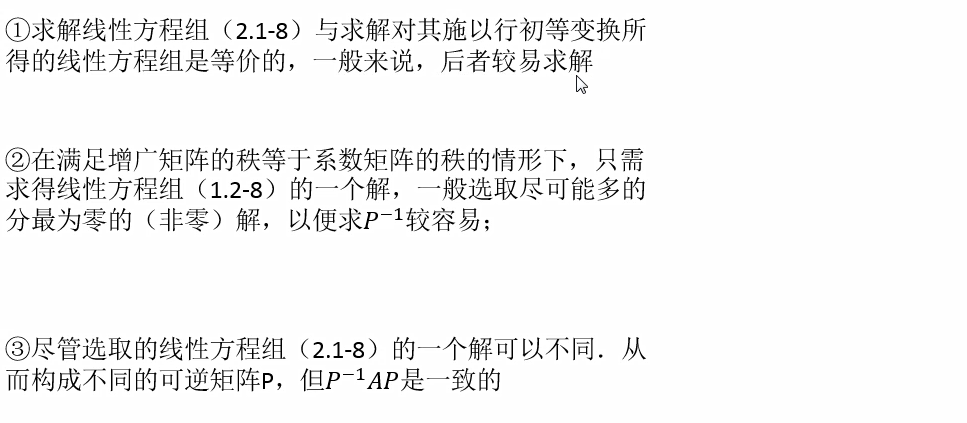 ①求解线性方程组（2.1-8）与求解对其施以行初等变换所
得的线性方程组是等价的，一般来说，后者较易求解
②在满足增广矩阵的秩等于系数矩阵的秩的情形下，只需
求得线性方程组（1.2-8）的一个解，一般选取尽可能多的
分最为零的（非零）解，以便求P⁻¹较容易；
③尽管选取的线性方程组（2.1-8）的一个解可以不同．从
而构成不同的可逆矩阵P，但P⁻¹AP是一致的